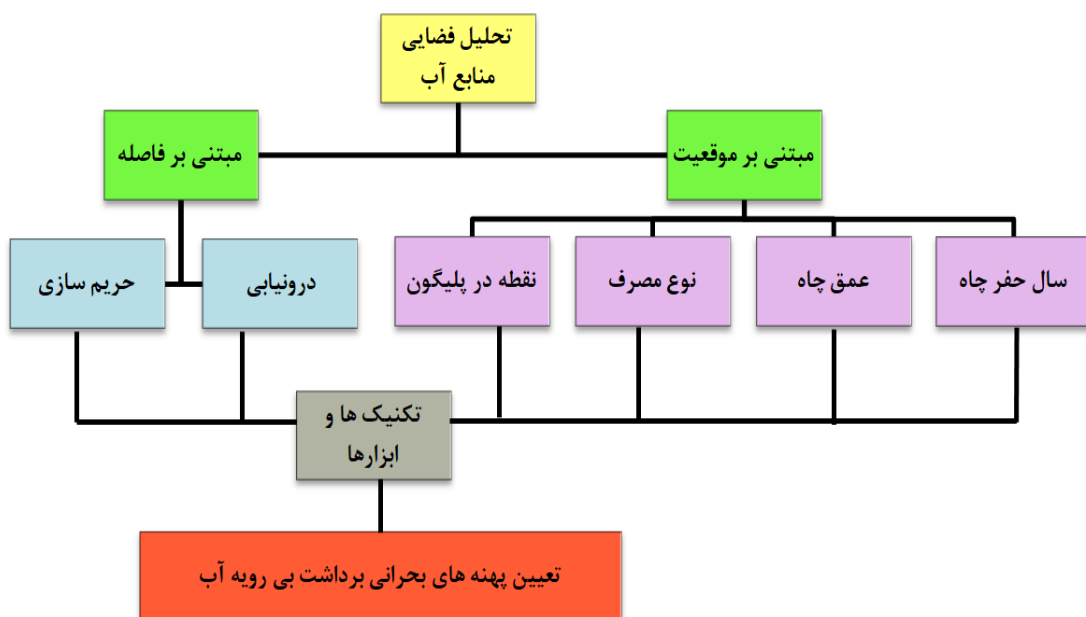 تحلیل فضایی
منابع آب
مبتنی بر موقعیت
مبتنی بر فاصله
سال حفر چاه
عمق چاه
نوع مصرف
نقطه در پلیگون
درونیابی
حریم سازی
تکنیک ها و
ابزارها
تعیین پهنه های بحرانی برداشت بی رویه آب